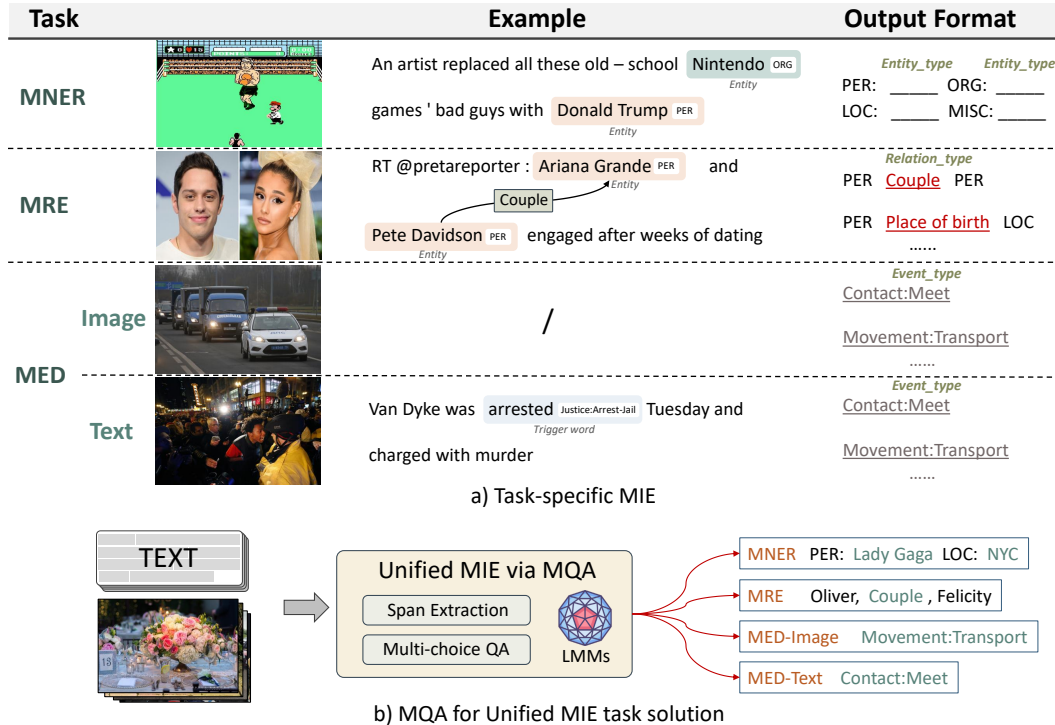 Task Example Output Format
MNER
An artist replaced all these old – school Nintendo ORG
Entity
games ' bad guys with Donald Trump PER
Entity
Entity_type Entity_type
PER: _____ ORG: _____
LOC: _____ MISC: _____
MRE
RT @pretareporter : Ariana Grande PER and
Entity
Couple
Pete Davidson PER engaged after weeks of dating
Entity
Relation_type
PER Couple PER
PER Place of birth LOC
......
MED
Image
/
Event_type
Contact:Meet
Movement:Transport
......
Text
Van Dyke was arrested Justice:Arrest-Jail Tuesday and
Trigger word
charged with murder
Event_type
Contact:Meet
Movement:Transport
......
a) Task-specific MIE
TEXT
18
Unified MIE via MQA
Span Extraction
Multi-choice QA
LMMs
MNER PER: Lady Gaga LOC: NYC
MRE Oliver, Couple , Felicity
MED-Image Movement:Transport
MED-Text Contact:Meet
b) MQA for Unified MIE task solution